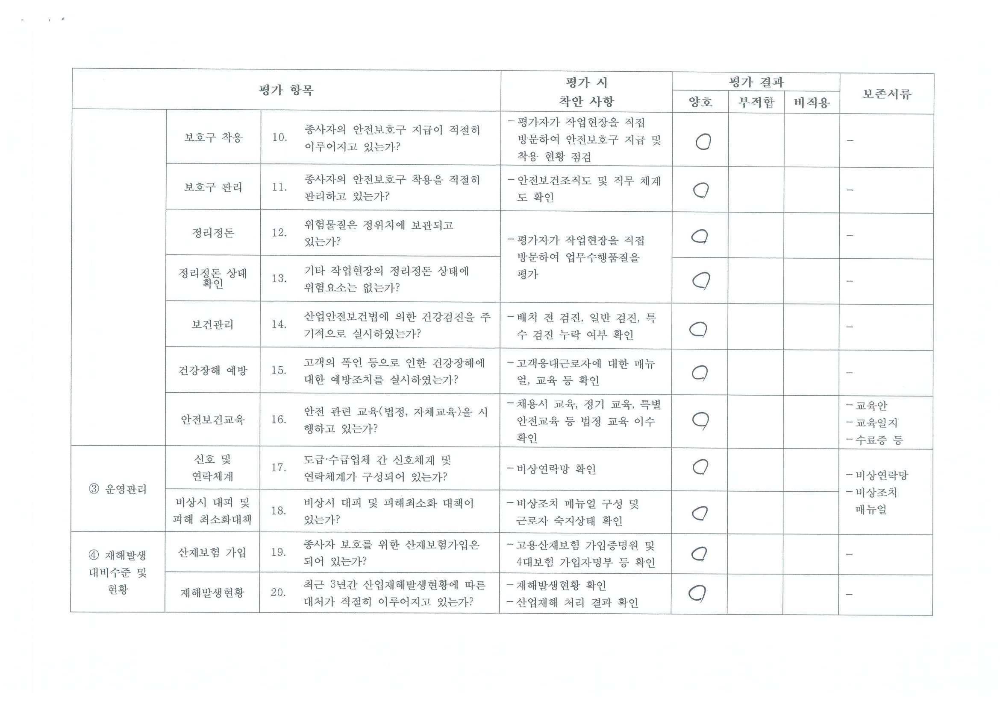 평가 항목
평가 시
착안 사항
평가 결과
양호
부적합
비적용
보존서류
보호구 착용
10.
종사자의 안전보호구 지급이 적절히
이루어지고 있는가?
- 평가자가 작업현장을 직접
방문하여 안전보호구 지급 및
착용 현황 점검
○
-
보호구 관리
11.
종사자의 안전보호구 착용을 적절히
관리하고 있는가?
- 안전보건조직도 및 직무 체계
도 확인
○
-
정리정돈
12.
위험물질은 정위치에 보관되고
있는가?
- 평가자가 작업현장을 직접
방문하여 업무수행품질을
평가
○
-
정리정돈 상태
확인
13.
기타 작업현장의 정리정돈 상태에
위험요소는 없는가?
○
-
보건관리
14.
산업안전보건법에 의한 건강검진을 주
기적으로 실시하였는가?
- 배치 전 검진, 일반 검진, 특
수 검진 누락 여부 확인
○
-
건강장해 예방
15.
고객의 폭언 등으로 인한 건강장해에
대한 예방조치를 실시하였는가?
- 고객응대근로자에 대한 매뉴
얼, 교육 등 확인
○
-
안전보건교육
16.
안전 관련 교육(법정, 자체교육)을 시
행하고 있는가?
- 채용시 교육, 정기 교육, 특별
안전교육 등 법정 교육 이수
확인
○
- 교육안
- 교육일지
- 수료증 등
③ 운영관리
신호 및
연락체계
17.
도급·수급업체 간 신호체계 및
연락체계가 구성되어 있는가?
- 비상연락망 확인
○
- 비상연락망
- 비상조치
매뉴얼
비상시 대피 및
피해 최소화대책
18.
비상시 대피 및 피해최소화 대책이
있는가?
- 비상조치 매뉴얼 구성 및
근로자 숙지상태 확인
○
④ 재해발생
대비수준 및
현황
산재보험 가입
19.
종사자 보호를 위한 산재보험가입은
되어 있는가?
- 고용산재보험 가입증명원 및
4대보험 가입자명부 등 확인
○
-
재해발생현황
20.
최근 3년간 산업재해발생현황에 따른
대처가 적절히 이루어지고 있는가?
- 재해발생현황 확인
- 산업재해 처리 결과 확인
○
-